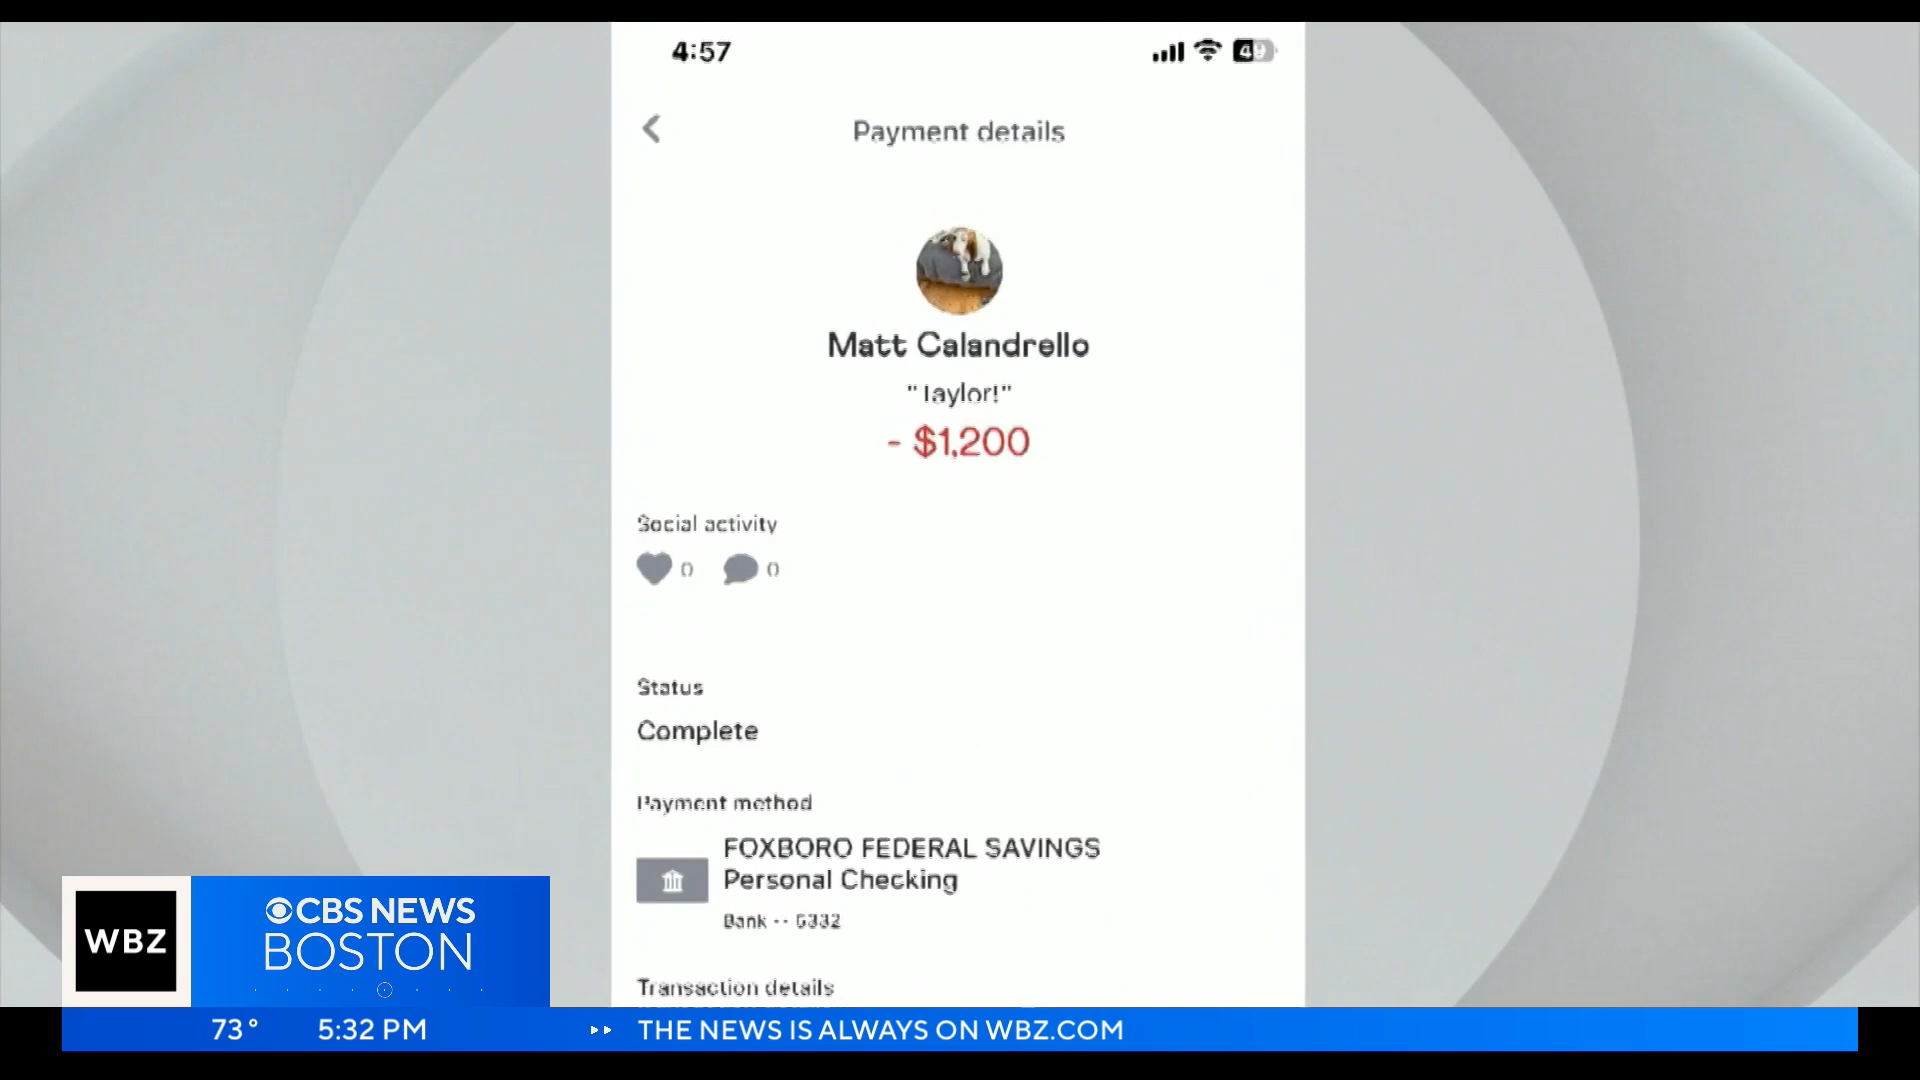 4:57
49
Payment details
Matt Calandrello
"Taylor!"
- $1,200
Social activity
0 0
Status
Complete
Payment method
FOXBORO FEDERAL SAVINGS
Personal Checking
Bank
Transaction details
WBZ
CBS NEWS
BOSTON
73° 5:32 PM THE NEWS IS ALWAYS ON WBZ.COM